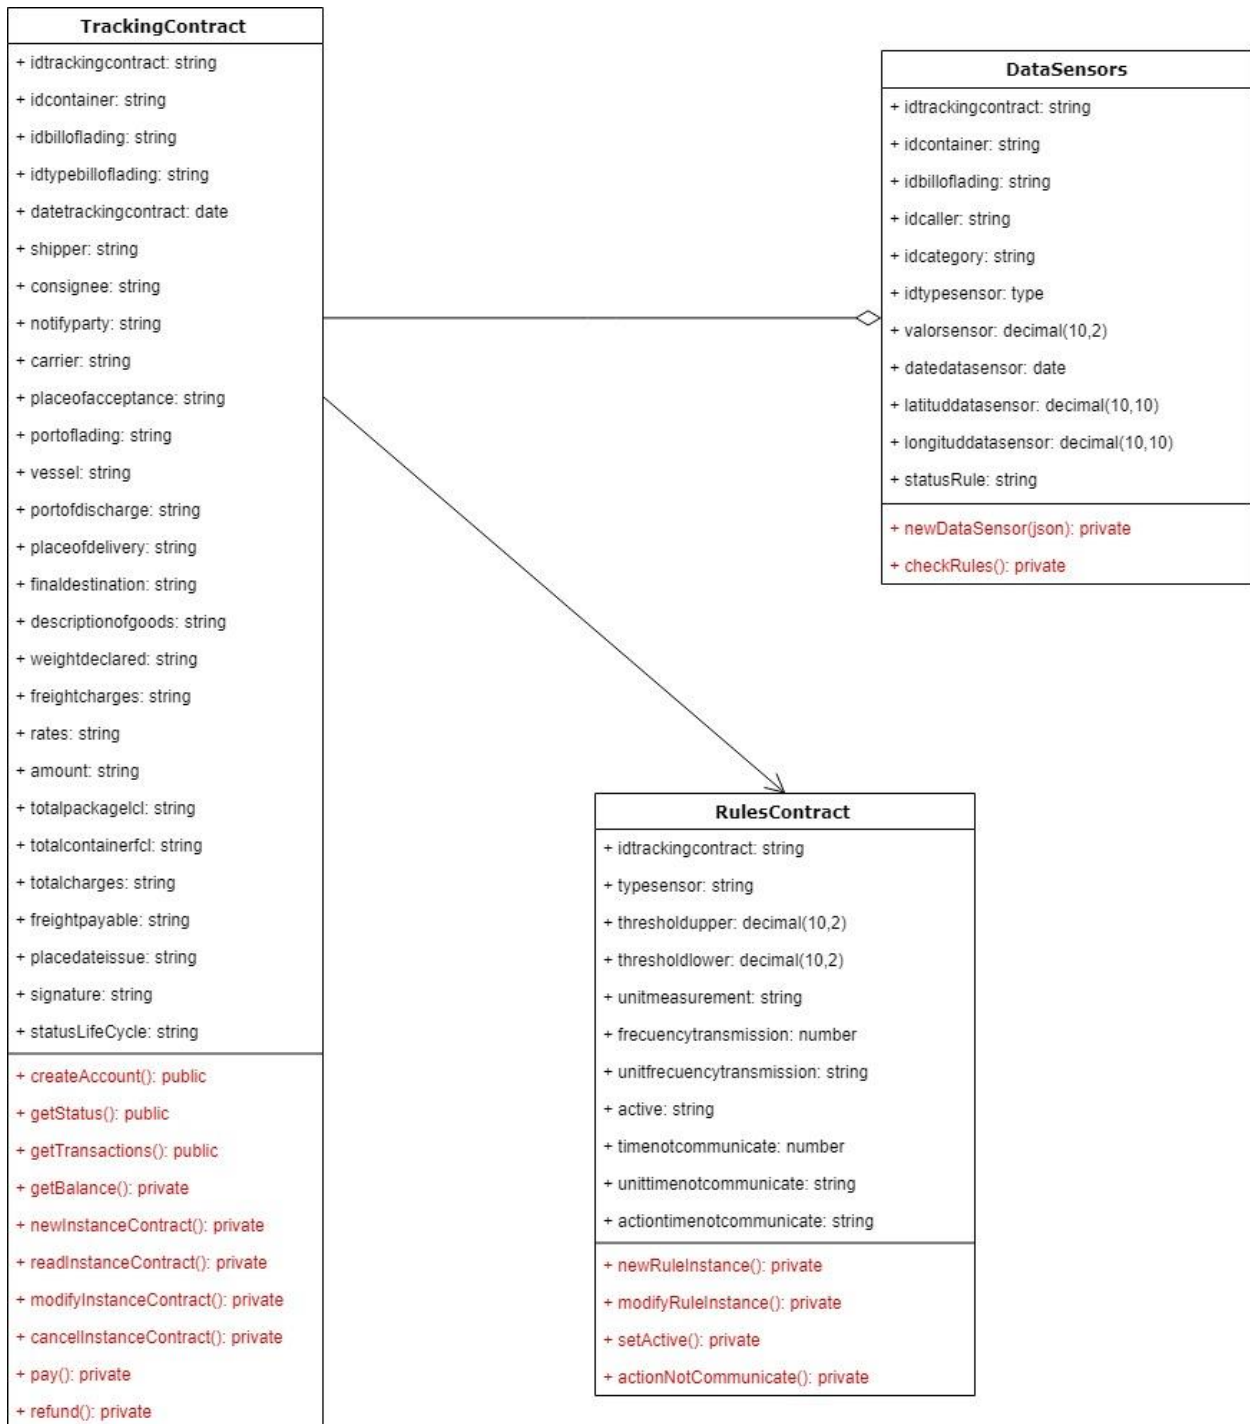 TrackingContract
+ idtrackingcontract: string
+ idcontainer: string
+ idbilloflading: string
+ idtypebilloflading: string
+ datetrackingcontract: date
+ shipper: string
+ consignee: string
+ notifyparty: string
+ carrier: string
+ placeofacceptance: string
+ portoflading: string
+ vessel: string
+ portofdischarge: string
+ placeofdelivery: string
+ finaldestination: string
+ descriptionofgoods: string
+ weightdeclared: string
+ freightcharges: string
+ rates: string
+ amount: string
+ totalpackagelcl: string
+ totalcontainerfcl: string
+ totalcharges: string
+ freightpayable: string
+ placedateissue: string
+ signature: string
+ statusLifeCycle: string
+ createAccount(): public
+ getStatus(): public
+ getTransactions(): public
+ getBalance(): private
+ newInstanceContract(): private
+ readInstanceContract(): private
+ modifyInstanceContract(): private
+ cancelInstanceContract(): private
+ pay(): private
+ refund(): private
DataSensors
+ idtrackingcontract: string
+ idcontainer: string
+ idbilloflading: string
+ idcaller: string
+ idcategory: string
+ idtypesensor: type
+ valorsensor: decimal(10,2)
+ datedatasensor: date
+ latituddatasensor: decimal(10,10)
+ longituddatasensor: decimal(10,10)
+ statusRule: string
+ newDataSensor(json): private
+ checkRules(): private
RulesContract
+ idtrackingcontract: string
+ typesensor: string
+ thresholdupper: decimal(10,2)
+ thresholdlower: decimal(10,2)
+ unitmeasurement: string
+ frecuencytransmission: number
+ unitfrecuencytransmission: string
+ active: string
+ timenotcommunicate: number
+ unittimenotcommunicate: string
+ actiontimenotcommunicate: string
+ newRuleInstance(): private
+ modifyRuleInstance(): private
+ setActive(): private
+ actionNotCommunicate(): private